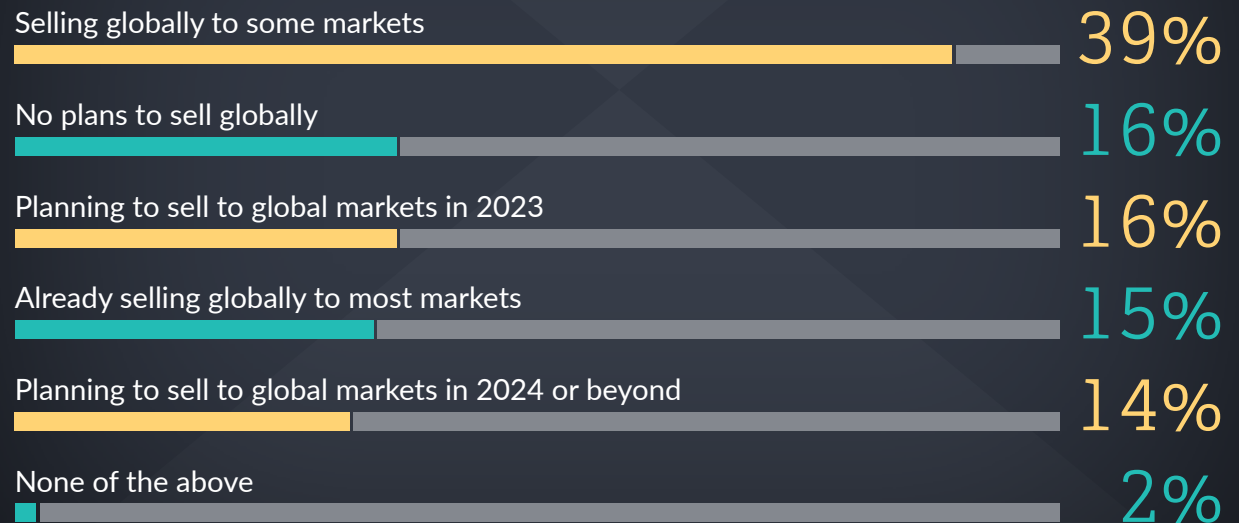 Selling globally to some markets 39%
No plans to sell globally 16%
Planning to sell to global markets in 2023 16%
Already selling globally to most markets 15%
Planning to sell to global markets in 2024 or beyond 14%
None of the above 2%